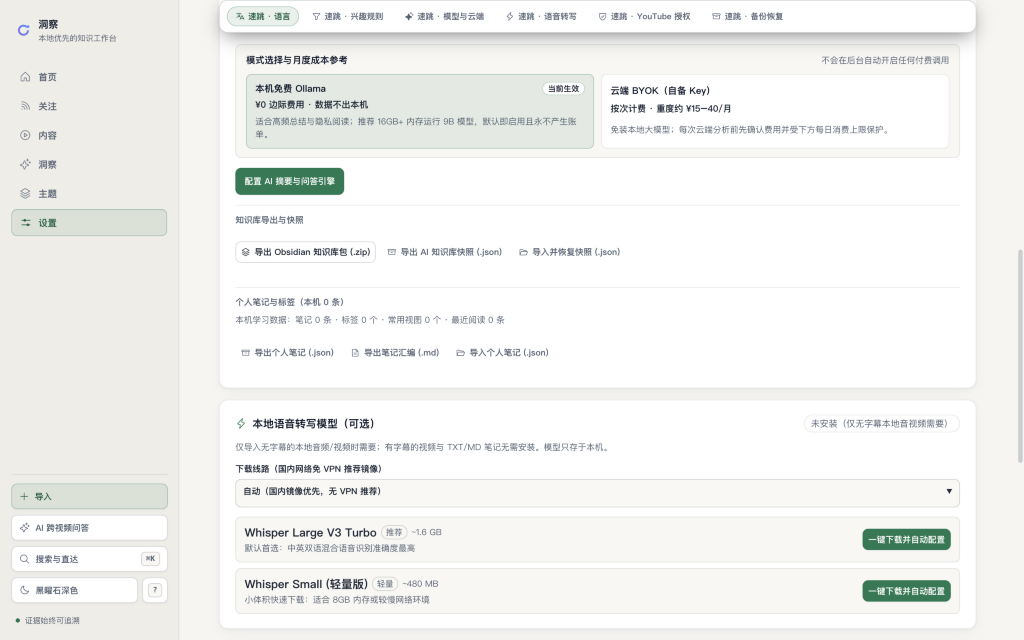 洞察
本地优先的知识工作台
首页
关注
内容
洞察
主题
设置
导入
AI 跨视频问答
搜索与直达 ⌘K
黑曜石深色 ?
证据始终可追溯
速跳 · 语言 速跳 · 兴趣规则 速跳 · 模型与云端 速跳 · 语音转写 速跳 · YouTube 授权 速跳 · 备份恢复
模式选择与月度成本参考 不会在后台自动开启任何付费调用
本机免费 Ollama 当前生效
¥0 边际费用 · 数据不出本机
适合高频总结与隐私阅读；推荐 16GB+ 内存运行 9B 模型，默认即启用且永不产生账
单。
云端 BYOK（自备 Key）
按次计费 · 重度约 ¥15–40/月
免装本地大模型；每次云端分析前先确认费用并受下方每日消费上限保护。
配置 AI 摘要与问答引擎
知识库导出与快照
导出 Obsidian 知识库包 (.zip) 导出 AI 知识库快照 (.json) 导入并恢复快照 (.json)
个人笔记与标签（本机 0 条）
本机学习数据：笔记 0 条 · 标签 0 个 · 常用视图 0 个 · 最近阅读 0 条
导出个人笔记 (.json) 导出笔记汇编 (.md) 导入个人笔记 (.json)
本地语音转写模型（可选） 未安装（仅无字幕本地音视频需要）
仅导入无字幕的本地音频/视频时需要；有字幕的视频与 TXT/MD 笔记无需安装。模型只存于本机。
下载线路（国内网络免 VPN 推荐镜像）
自动（国内镜像优先，无 VPN 推荐）
Whisper Large V3 Turbo 推荐 ~1.6 GB
默认首选：中英双语混合语音识别准确度最高
一键下载并自动配置
Whisper Small (轻量版) 轻量 ~480 MB
小体积快速下载：适合 8GB 内存或较慢网络环境
一键下载并自动配置